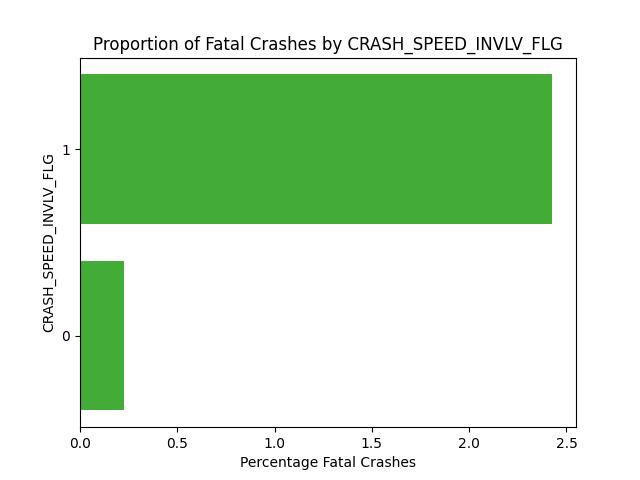 Proportion of Fatal Crashes by CRASH_SPEED_INVLV_FLG
CRASH_SPEED_INVLV_FLG
1
0
0.0 0.5 1.0 1.5 2.0 2.5
Percentage Fatal Crashes